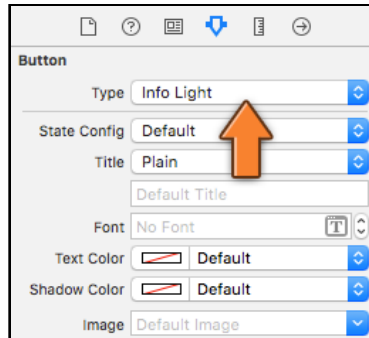 Button
Type Info Light
State Config Default
Title Plain
Default Title
Font No Font T
Text Color Default
Shadow Color Default
Image Default Image